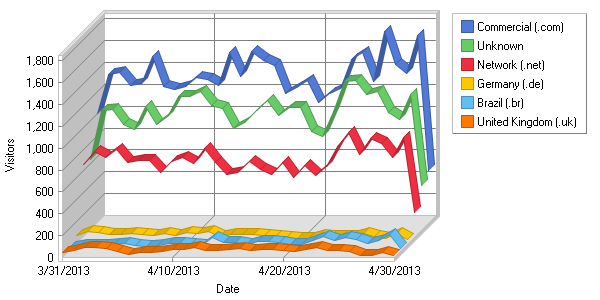 Commercial (.com)
Unknown
Network (.net)
Germany (.de)
Brazil (.br)
United Kingdom (.uk)
Visitors
1,800
1,600
1,400
1,200
1,000
800
600
400
200
0
3/31/2013
4/10/2013
4/20/2013
4/30/2013
Date